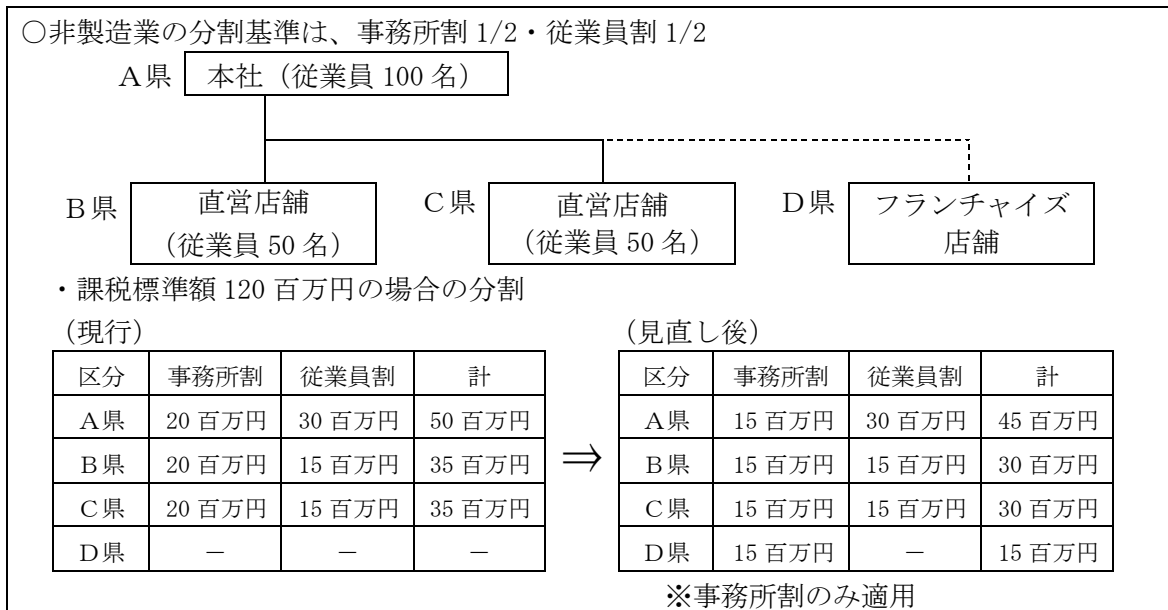 ○非製造業の分割基準は、事務所割 1/2・従業員割 1/2
A県 本社（従業員 100 名）
B県 直営店舗 （従業員 50 名）
C県 直営店舗 （従業員 50 名）
D県 フランチャイズ 店舗
・課税標準額 120 百万円の場合の分割
（現行）
区分 事務所割 従業員割 計
A県 20 百万円 30 百万円 50 百万円
B県 20 百万円 15 百万円 35 百万円
C県 20 百万円 15 百万円 35 百万円
D県 － － －
⇒
（見直し後）
区分 事務所割 従業員割 計
A県 15 百万円 30 百万円 45 百万円
B県 15 百万円 15 百万円 30 百万円
C県 15 百万円 15 百万円 30 百万円
D県 15 百万円 － 15 百万円
※事務所割のみ適用